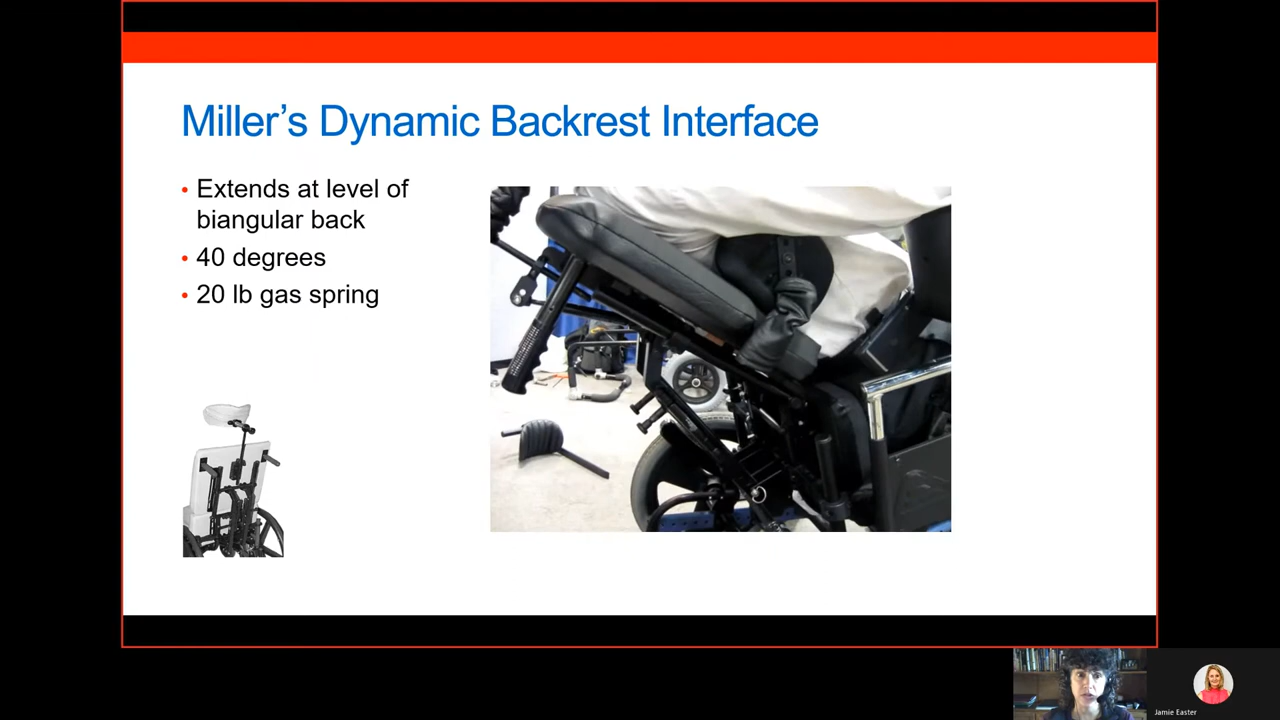 Miller’s Dynamic Backrest Interface
• Extends at level of
biangular back
• 40 degrees
• 20 lb gas spring
Jamie Easter